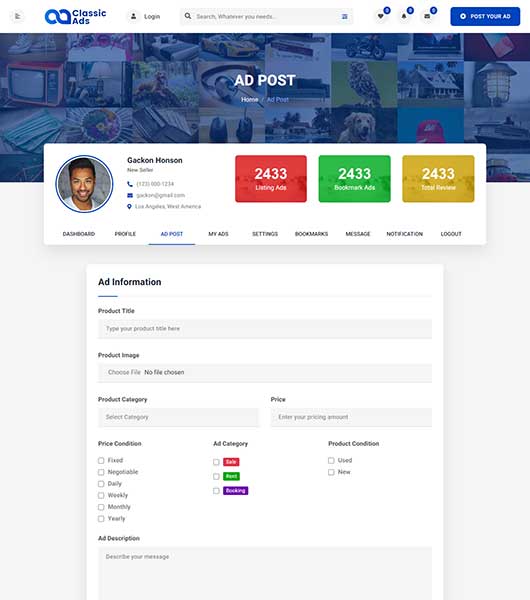 Classic
Ads
Login
Search, Whatever you needs...
0
0
0
POST YOUR AD
AD POST
Home / Ad Post
Gackon Honson
New Seller
(123) 000-1234
gackon@gmail.com
Los Angeles, West America
2433
Listing Ads
2433
Bookmark Ads
2433
Total Review
DASHBOARD PROFILE AD POST MY ADS SETTINGS BOOKMARKS MESSAGE NOTIFICATION LOGOUT
Ad Information
Product Title
Type your product title here
Product Image
Choose File No file chosen
Product Category
Select Category
Price
Enter your pricing amount
Price Condition
Fixed
Negotiable
Daily
Weekly
Monthly
Yearly
Ad Category
Sale
Rent
Booking
Product Condition
Used
New
Ad Description
Describe your message